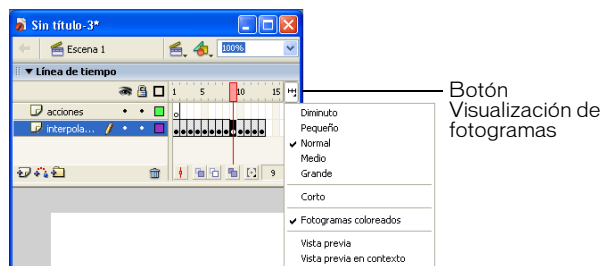 Sin título-3*
Escena 1
100%
Línea de tiempo
1 5 10 15
acciones
interpola...
9
Diminuto
Pequeño
Normal
Medio
Grande
Corto
Fotogramas coloreados
Vista previa
Vista previa en contexto
Botón
Visualización de
fotogramas